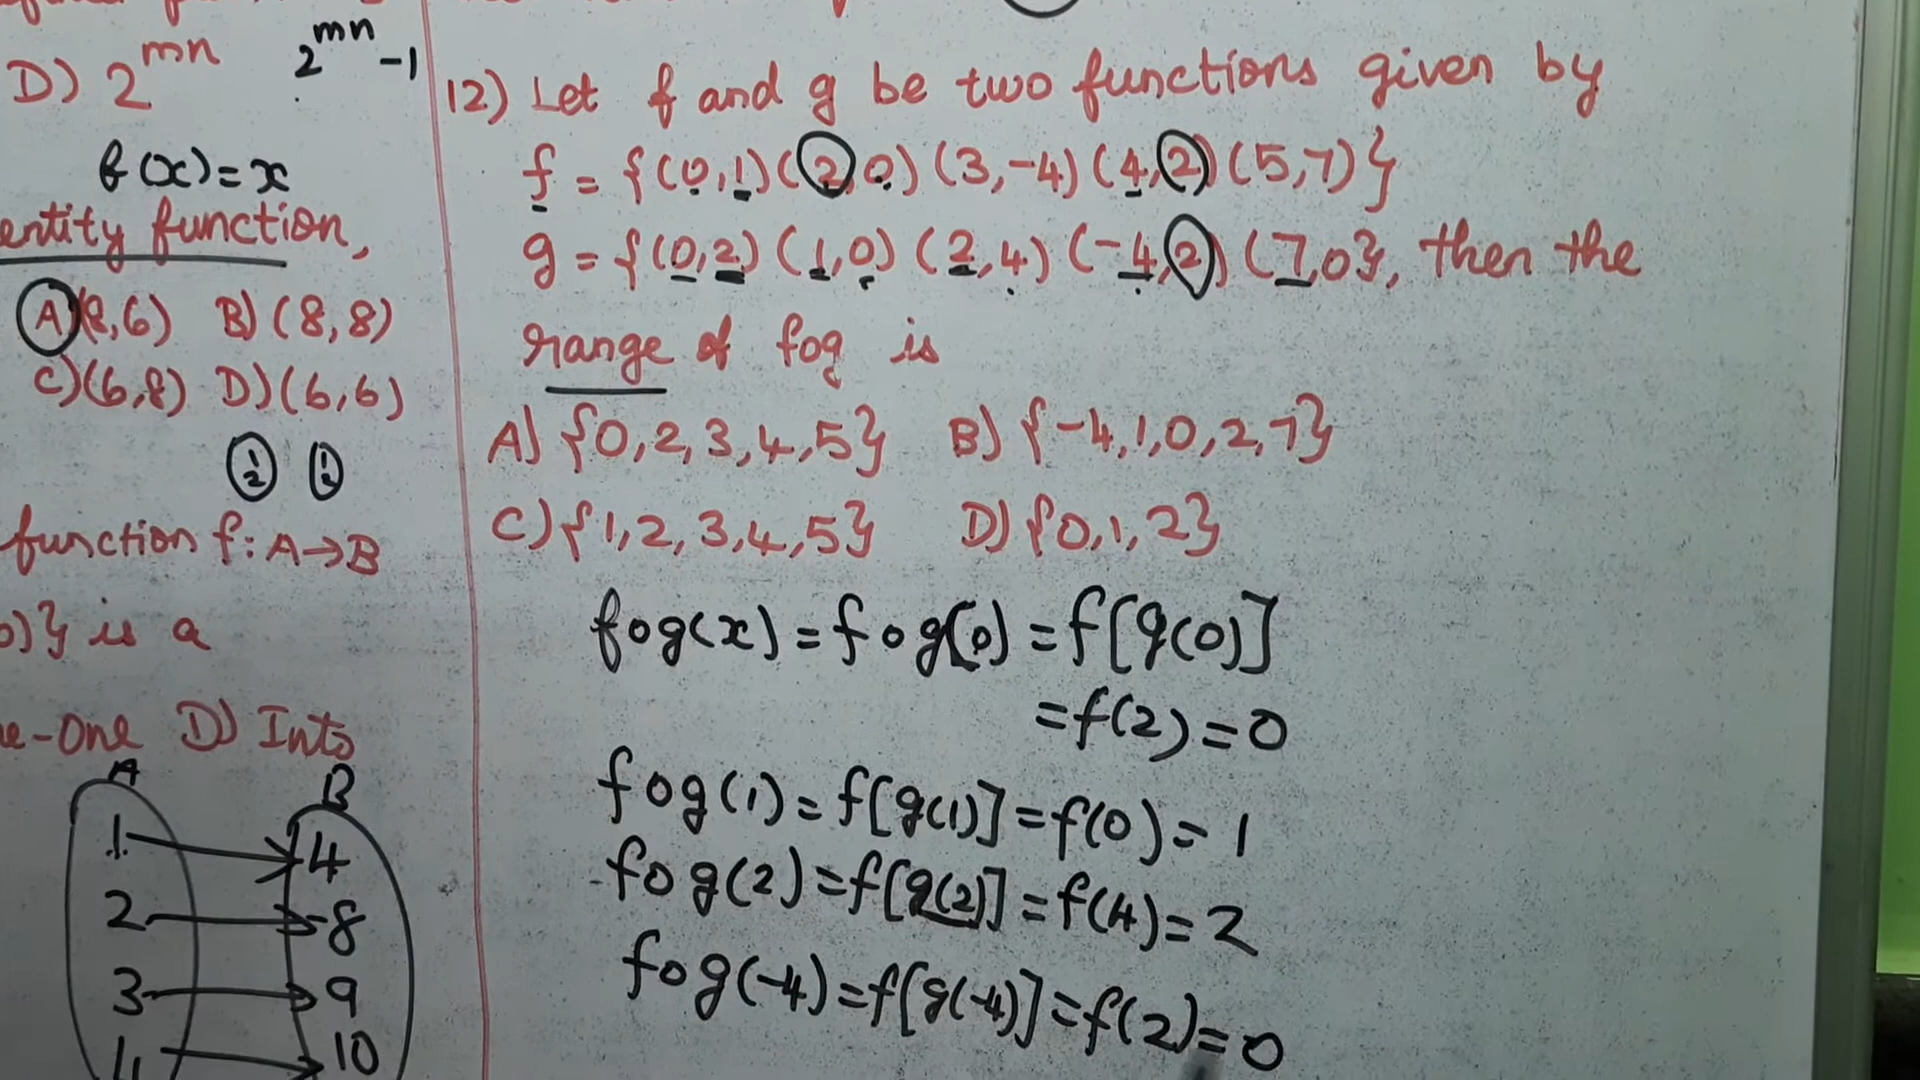 D) 2^mn 2^mn -1
f(x)=x
entity function,
A)(8,6) B)(8,8)
C)(6,8) D)(6,6)
1/2 1/2
function f:A→B
)} is a
e-One D) Into
A B
1 4
2 8
3 9
4 10
12) Let f and g be two functions given by
f = {(0,1)(2,0)(3,-4)(4,2)(5,7)}
g = {(0,2)(1,0)(2,4)(-4,2)(7,0}, then the
range of fog is
A) {0,2,3,4,5} B) {-4,1,0,2,7}
C) {1,2,3,4,5} D) {0,1,2}
fog(x)=fog(0)=f[g(0)]
=f(2)=0
fog(1)=f[g(1)]=f(0)=1
fog(2)=f[g(2)]=f(4)=2
fog(-4)=f[g(-4)]=f(2)=0